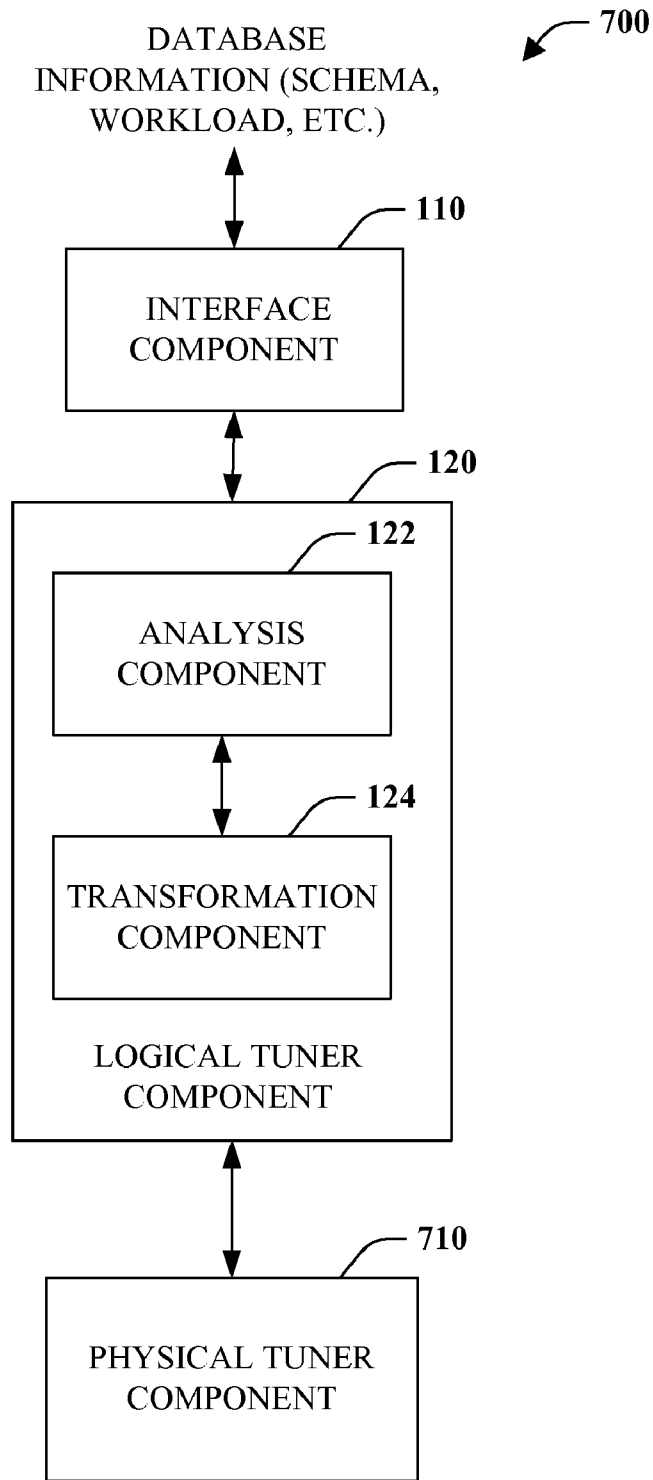 700
DATABASE
INFORMATION (SCHEMA,
WORKLOAD, ETC.)
110
INTERFACE
COMPONENT
120
122
ANALYSIS
COMPONENT
124
TRANSFORMATION
COMPONENT
LOGICAL TUNER
COMPONENT
710
PHYSICAL TUNER
COMPONENT